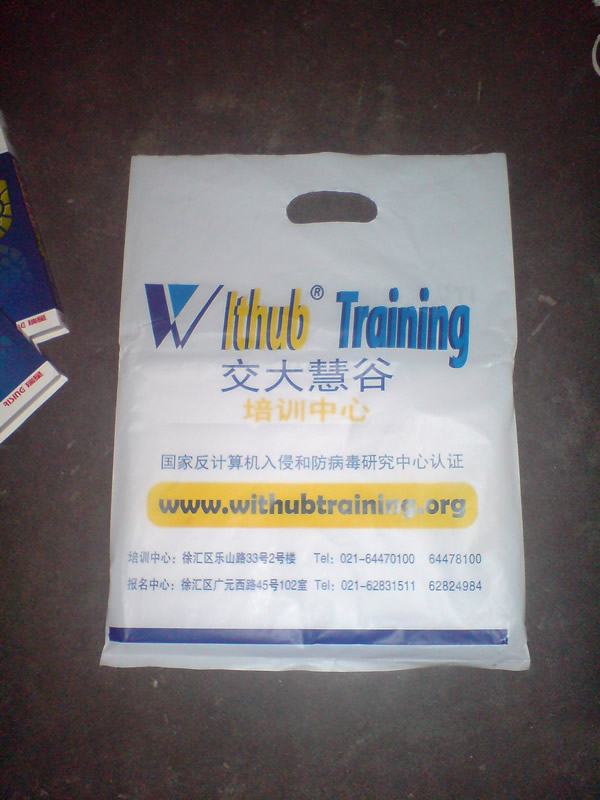 WIthub® Training
交大慧谷
培训中心
国家反计算机入侵和防病毒研究中心认证
www.withubtraining.org
培训中心：徐汇区乐山路33号2号楼 Tel：021-64470100 64478100
报名中心：徐汇区广元西路45号102室 Tel：021-62831511 62824984